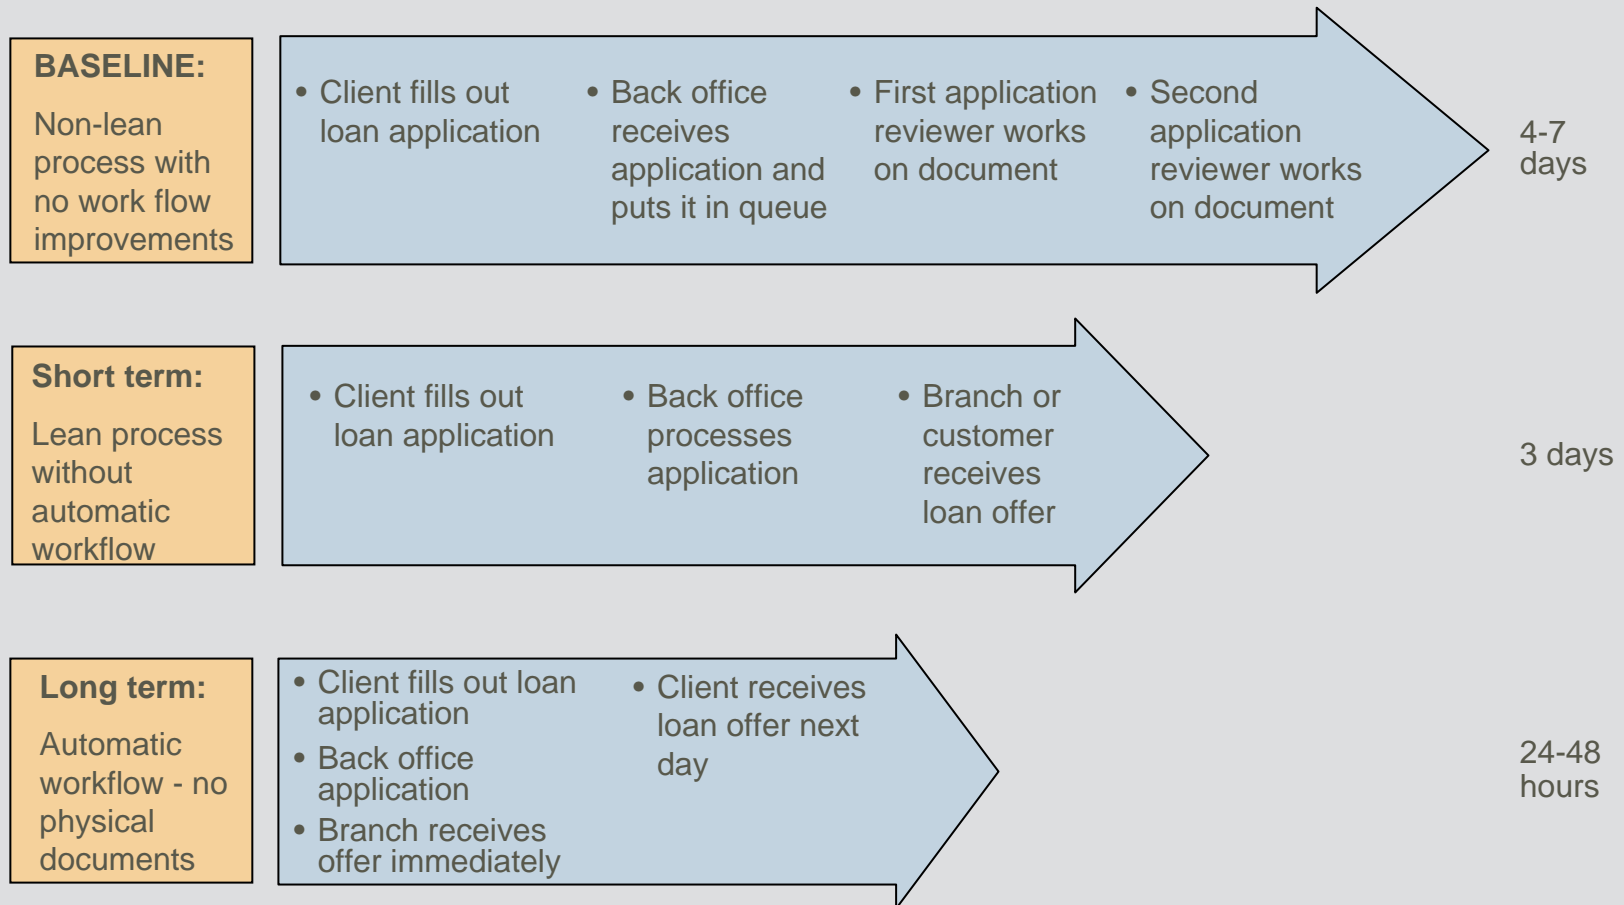 BASELINE:
Non-lean
process with
no work flow
improvements
• Client fills out
loan application
• Back office
receives
application and
puts it in queue
• First application
reviewer works
on document
• Second
application
reviewer works
on document
4-7
days
Short term:
Lean process
without
automatic
workflow
• Client fills out
loan application
• Back office
processes
application
• Branch or
customer
receives
loan offer
3 days
Long term:
Automatic
workflow - no
physical
documents
• Client fills out loan
application
• Back office
application
• Branch receives
offer immediately
• Client receives
loan offer next
day
24-48
hours